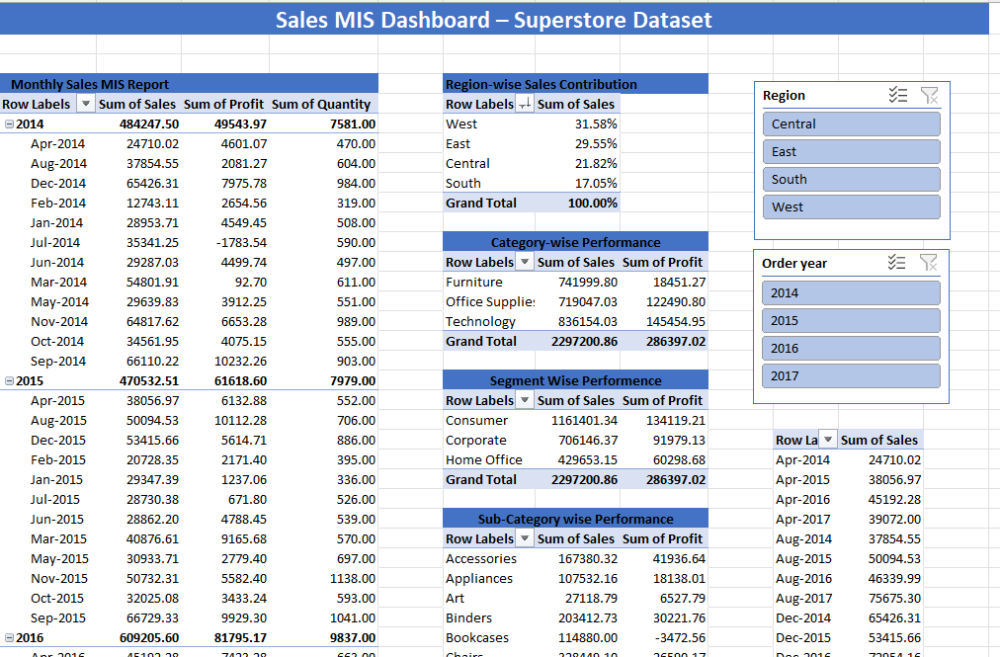 Sales MIS Dashboard – Superstore Dataset
Monthly Sales MIS Report
Row Labels Sum of Sales Sum of Profit Sum of Quantity
2014 484247.50 49543.97 7581.00
Apr-2014 24710.02 4601.07 470.00
Aug-2014 37854.55 2081.27 604.00
Dec-2014 65426.31 7975.78 984.00
Feb-2014 12743.11 2654.56 319.00
Jan-2014 28953.71 4549.45 508.00
Jul-2014 35341.25 -1783.54 590.00
Jun-2014 29287.03 4499.74 497.00
Mar-2014 54801.91 92.70 611.00
May-2014 29639.83 3912.25 551.00
Nov-2014 64817.62 6653.28 989.00
Oct-2014 34561.95 4075.15 555.00
Sep-2014 66110.22 10232.26 903.00
2015 470532.51 61618.60 7979.00
Apr-2015 38056.97 6132.88 552.00
Aug-2015 50094.53 10112.28 706.00
Dec-2015 53415.66 5614.71 886.00
Feb-2015 20728.35 2171.40 395.00
Jan-2015 29347.39 1237.06 336.00
Jul-2015 28730.38 671.80 526.00
Jun-2015 28862.20 4788.45 539.00
Mar-2015 40876.61 9165.68 570.00
May-2015 30933.71 2779.40 697.00
Nov-2015 50732.31 5582.40 1138.00
Oct-2015 32025.08 3433.24 593.00
Sep-2015 66729.33 9929.30 1041.00
2016 609205.60 81795.17 9837.00
Region-wise Sales Contribution
Row Labels Sum of Sales
West 31.58%
East 29.55%
Central 21.82%
South 17.05%
Grand Total 100.00%
Category-wise Performance
Row Labels Sum of Sales Sum of Profit
Furniture 741999.80 18451.27
Office Supplies 719047.03 122490.80
Technology 836154.03 145454.95
Grand Total 2297200.86 286397.02
Segment Wise Performence
Row Labels Sum of Sales Sum of Profit
Consumer 1161401.34 134119.21
Corporate 706146.37 91979.13
Home Office 429653.15 60298.68
Grand Total 2297200.86 286397.02
Sub-Category wise Performance
Row Labels Sum of Sales Sum of Profit
Accessories 167380.32 41936.64
Appliances 107532.16 18138.01
Art 27118.79 6527.79
Binders 203412.73 30221.76
Bookcases 114880.00 -3472.56
Region
Central
East
South
West
Order year
2014
2015
2016
2017
Row La Sum of Sales
Apr-2014 24710.02
Apr-2015 38056.97
Apr-2016 45192.28
Apr-2017 39072.00
Aug-2014 37854.55
Aug-2015 50094.53
Aug-2016 46339.99
Aug-2017 75675.30
Dec-2014 65426.31
Dec-2015 53415.66